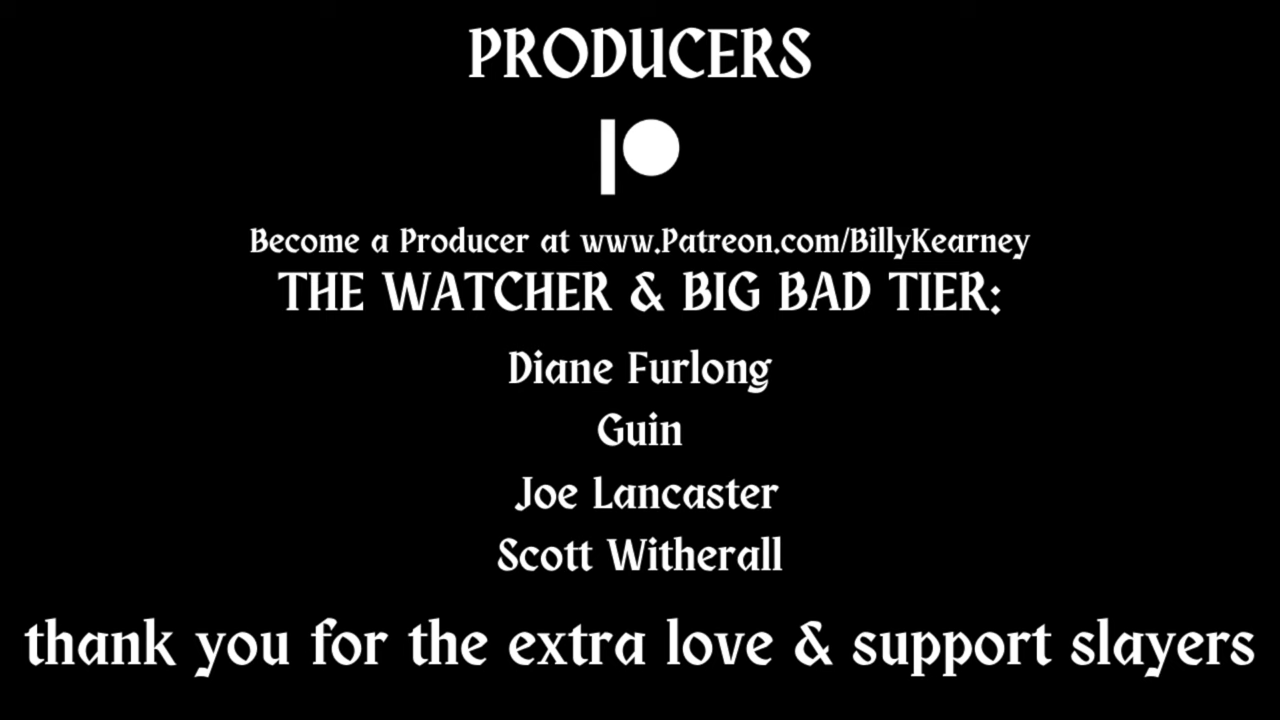 PRODUCERS
Become a Producer at www.Patreon.com/BillyKearney
THE WATCHER & BIG BAD TIER:
Diane Furlong
Guin
Joe Lancaster
Scott Witherall
thank you for the extra love & support slayers